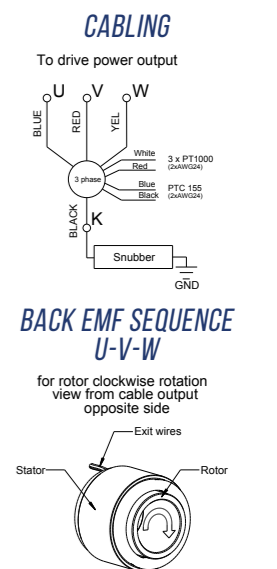 CABLING
To drive power output
U V W
BLUE
RED
YEL
White
Red
3 x PT1000
(2xAWG24)
3 phase
Blue
Black
PTC 155
(2xAWG24)
BLACK
K
Snubber
GND
BACK EMF SEQUENCE
U-V-W
for rotor clockwise rotation
view from cable output
opposite side
Exit wires
Stator
Rotor